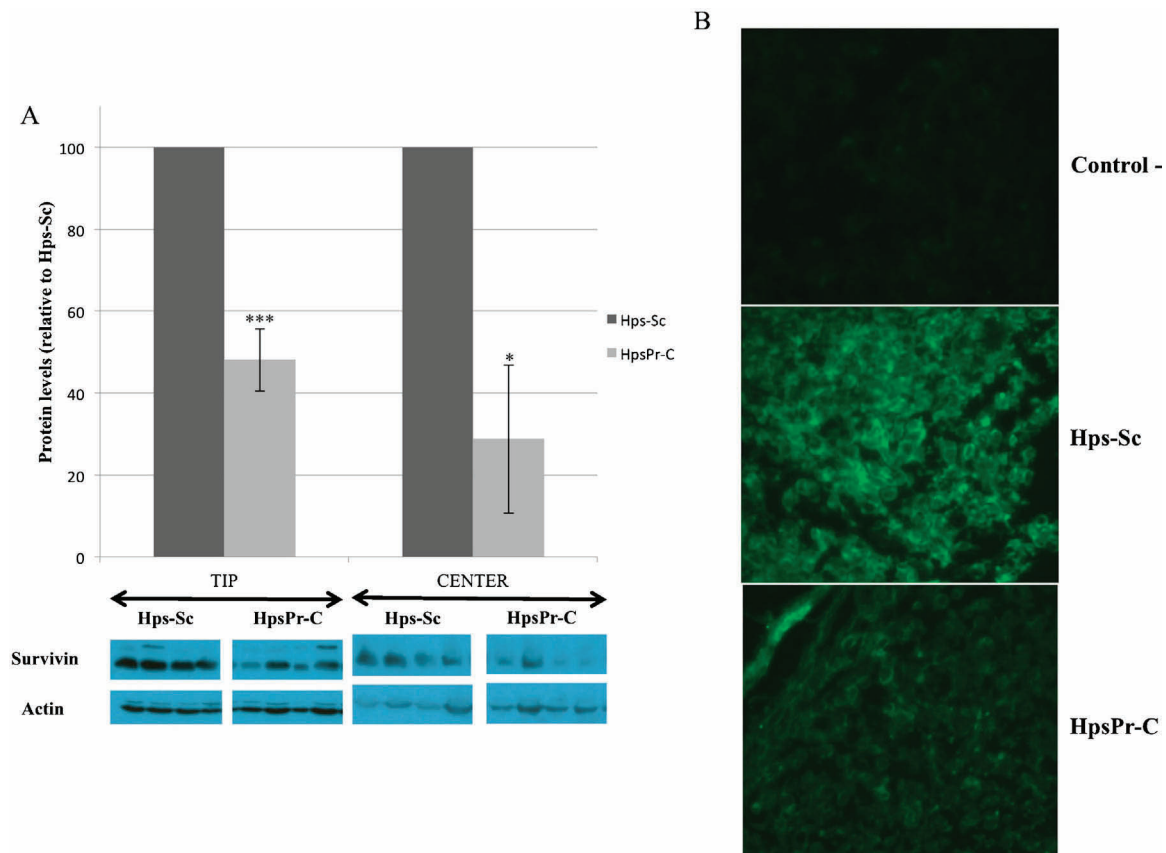 A
B
Protein levels (relative to Hps-Sc)
100
80
60
40
20
0
***
*
Hps-Sc
HpsPr-C
TIP
CENTER
Hps-Sc
HpsPr-C
Hps-Sc
HpsPr-C
Survivin
Actin
Control -
Hps-Sc
HpsPr-C